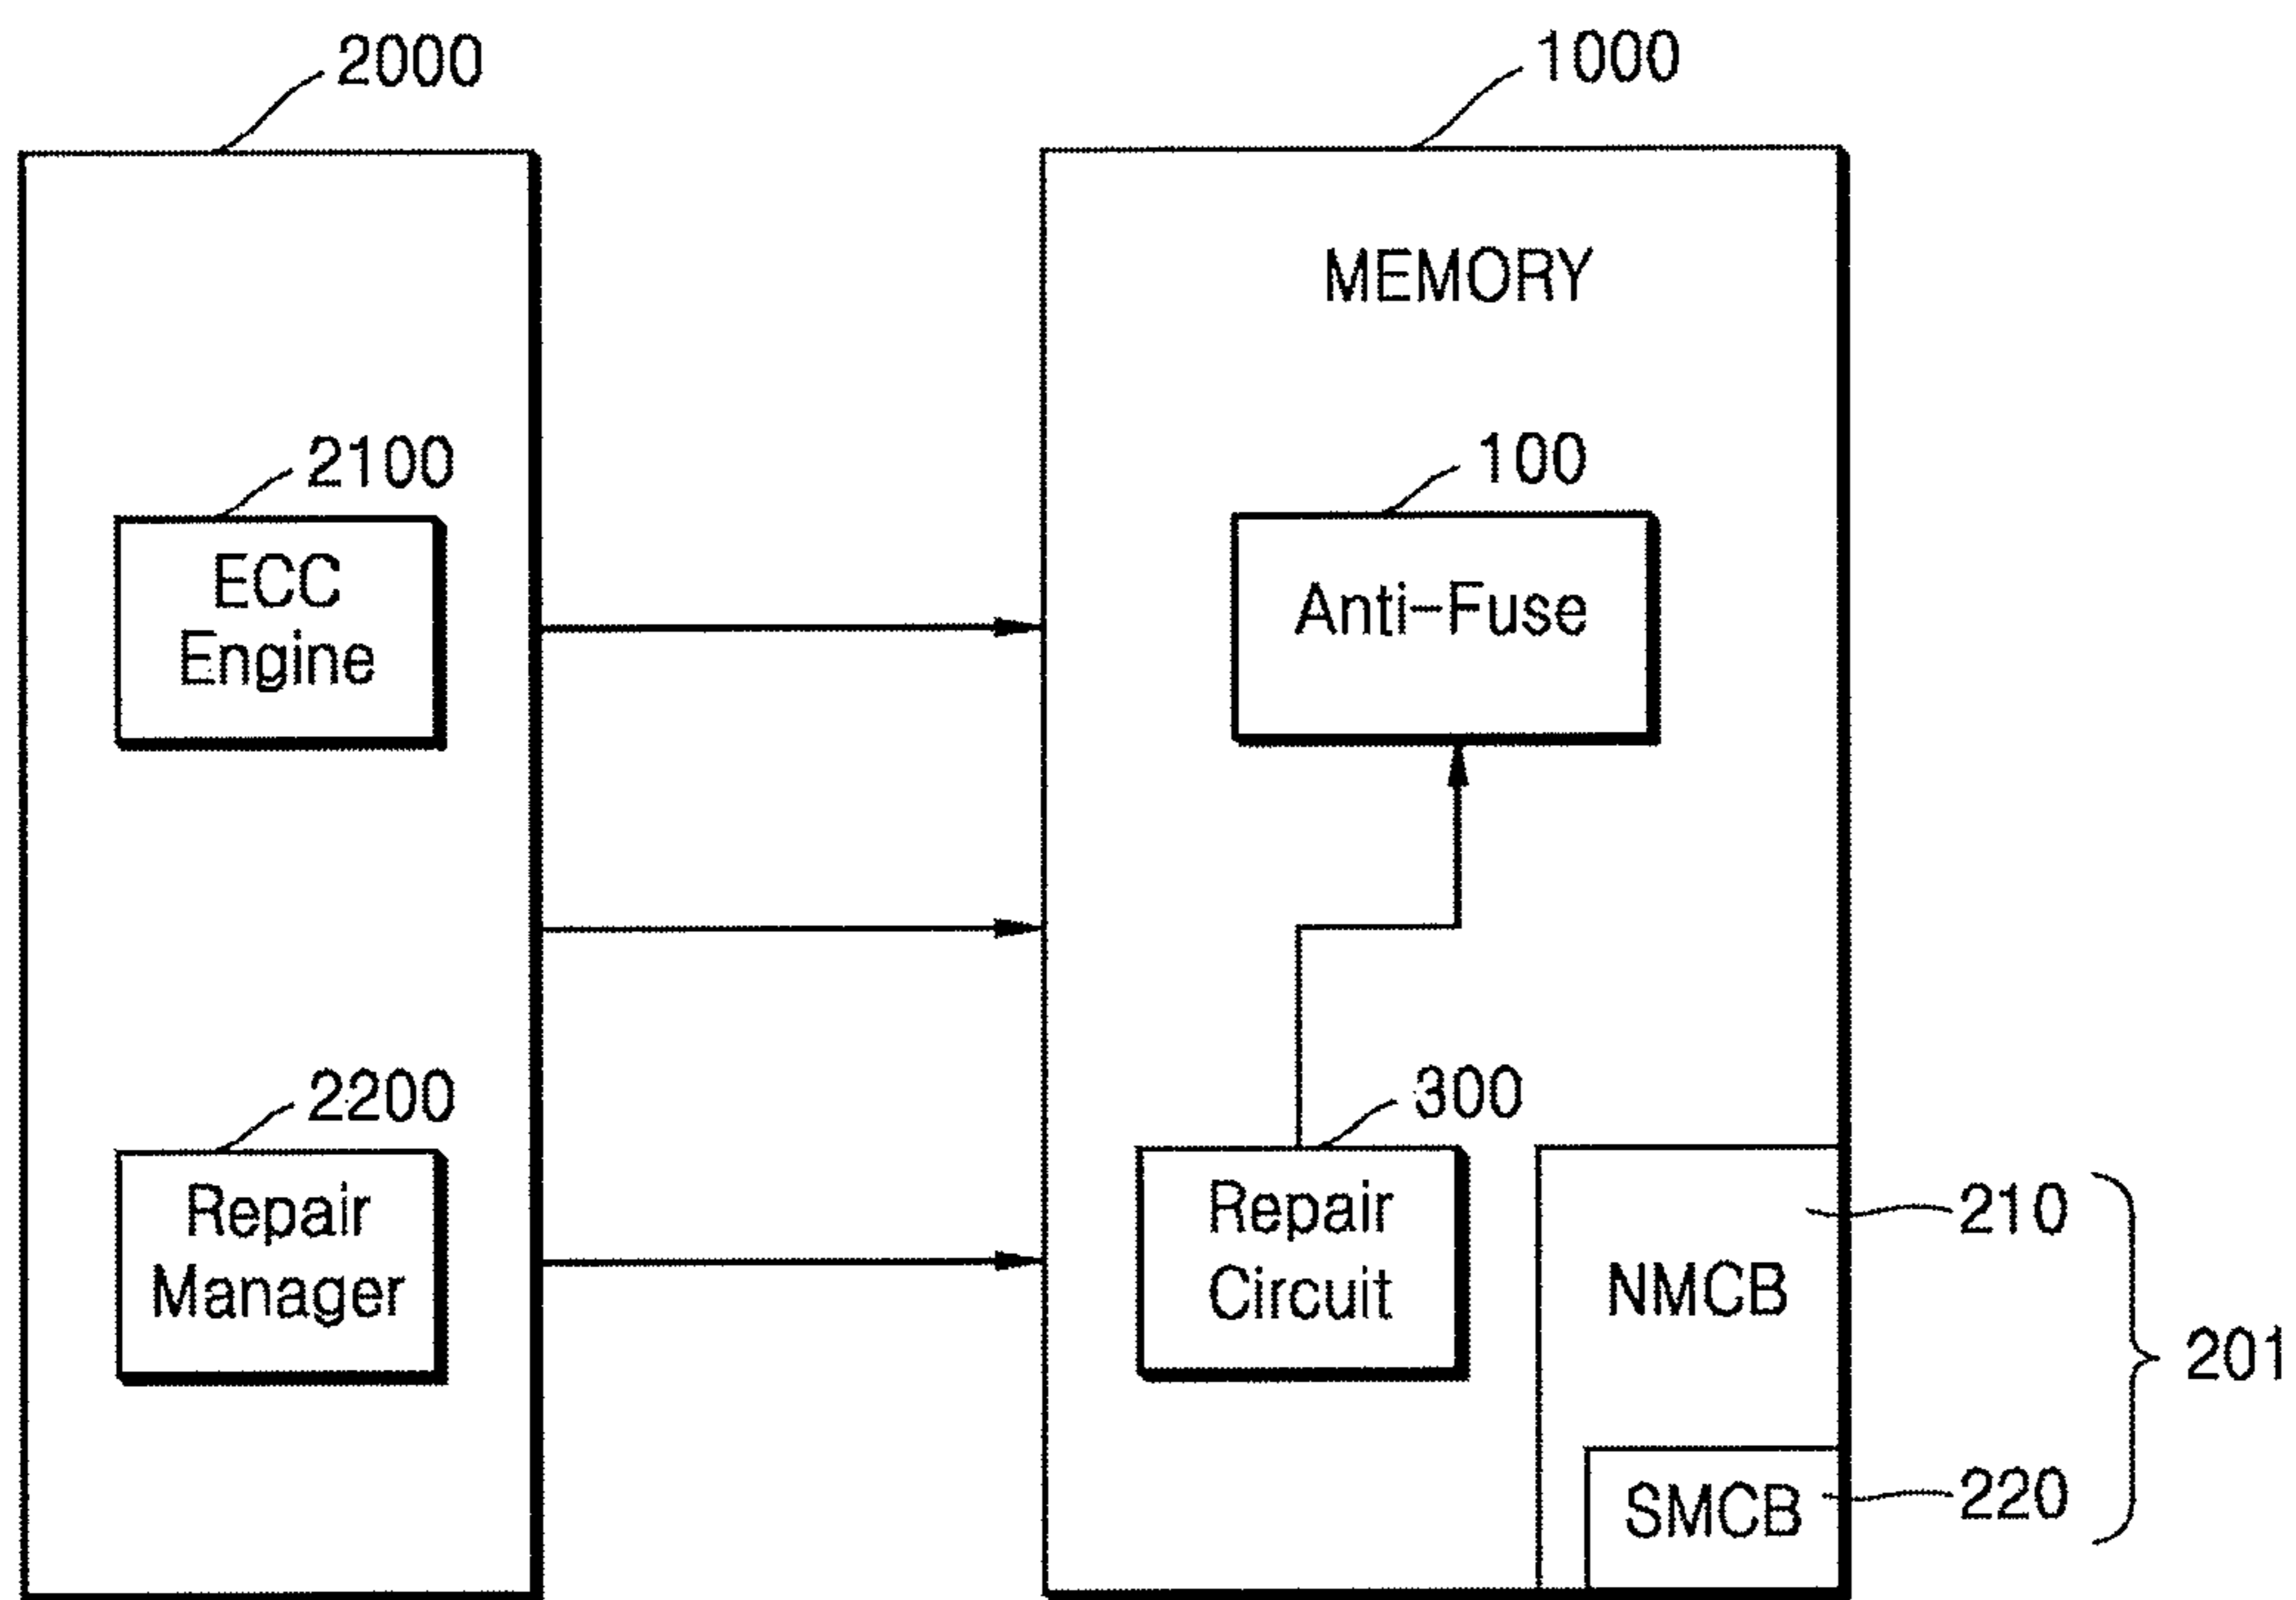 2000
1000
MEMORY
2100
ECC
Engine
100
Anti-Fuse
2200
Repair
Manager
300
Repair
Circuit
210
NMCB
201
220
SMCB